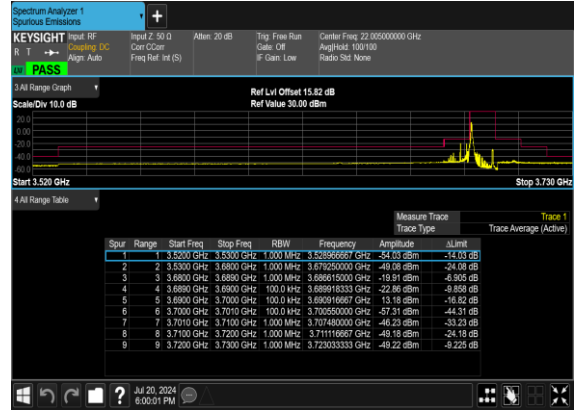 Spectrum Analyzer 1
Spurious Emissions
KEYSIGHT Input: RF Input Z: 50 Ω Atten: 20 dB Trig: Free Run Center Freq: 22.005000000 GHz
R T Coupling: DC Corr CCorr Gate: Off Avg|Hold: 100/100
Align: Auto Freq Ref: Int (S) IF Gain: Low Radio Std: None
PASS
3 All Range Graph
Ref Lvl Offset 15.82 dB
Scale/Div 10.0 dB Ref Value 30.00 dBm
20.0
0.00
-20.0
-40.0
-60.0
Start 3.520 GHz Stop 3.730 GHz
4 All Range Table
Measure Trace Trace 1
Trace Type Trace Average (Active)
Spur Range Start Freq Stop Freq RBW Frequency Amplitude ΔLimit
1 1 3.5200 GHz 3.5300 GHz 1.000 MHz 3.528966667 GHz -54.03 dBm -14.03 dB
2 2 3.5300 GHz 3.6800 GHz 1.000 MHz 3.679250000 GHz -49.08 dBm -24.08 dB
3 3 3.6800 GHz 3.6890 GHz 1.000 MHz 3.686615000 GHz -19.91 dBm -6.905 dB
4 4 3.6890 GHz 3.6900 GHz 100.0 kHz 3.689918333 GHz -22.86 dBm -9.858 dB
5 5 3.6900 GHz 3.7000 GHz 100.0 kHz 3.690916667 GHz 13.18 dBm -16.82 dB
6 6 3.7000 GHz 3.7010 GHz 100.0 kHz 3.700550000 GHz -57.31 dBm -44.31 dB
7 7 3.7010 GHz 3.7100 GHz 1.000 MHz 3.707480000 GHz -46.23 dBm -33.23 dB
8 8 3.7100 GHz 3.7200 GHz 1.000 MHz 3.711116667 GHz -49.18 dBm -24.18 dB
9 9 3.7200 GHz 3.7300 GHz 1.000 MHz 3.723033333 GHz -49.22 dBm -9.225 dB
?
Jul 20, 2024
6:00:01 PM